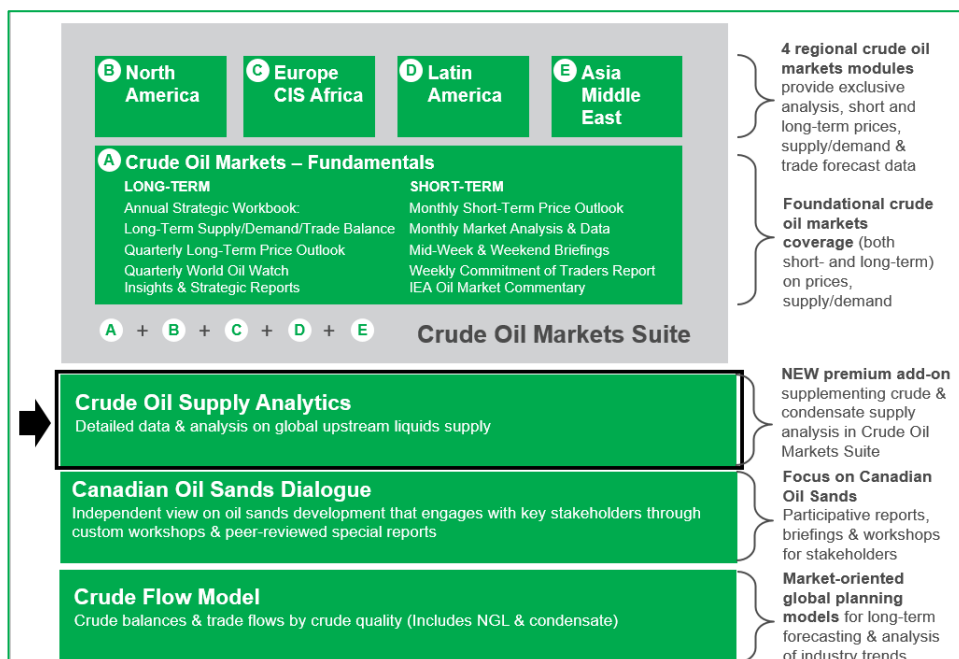 B North
America
C Europe
CIS Africa
D Latin
America
E Asia
Middle
East
4 regional crude oil
markets modules
provide exclusive
analysis, short and
long-term prices,
supply/demand &
trade forecast data
A Crude Oil Markets – Fundamentals
LONG-TERM
Annual Strategic Workbook:
Long-Term Supply/Demand/Trade Balance
Quarterly Long-Term Price Outlook
Quarterly World Oil Watch
Insights & Strategic Reports
SHORT-TERM
Monthly Short-Term Price Outlook
Monthly Market Analysis & Data
Mid-Week & Weekend Briefings
Weekly Commitment of Traders Report
IEA Oil Market Commentary
Foundational crude
oil markets
coverage (both
short- and long-term)
on prices,
supply/demand
A + B + C + D + E
Crude Oil Markets Suite
Crude Oil Supply Analytics
Detailed data & analysis on global upstream liquids supply
NEW premium add-on
supplementing crude &
condensate supply
analysis in Crude Oil
Markets Suite
Canadian Oil Sands Dialogue
Independent view on oil sands development that engages with key stakeholders through
custom workshops & peer-reviewed special reports
Focus on Canadian
Oil Sands
Participative reports,
briefings & workshops
for stakeholders
Crude Flow Model
Crude balances & trade flows by crude quality (Includes NGL & condensate)
Market-oriented
global planning
models for long-term
forecasting & analysis
of industry trends